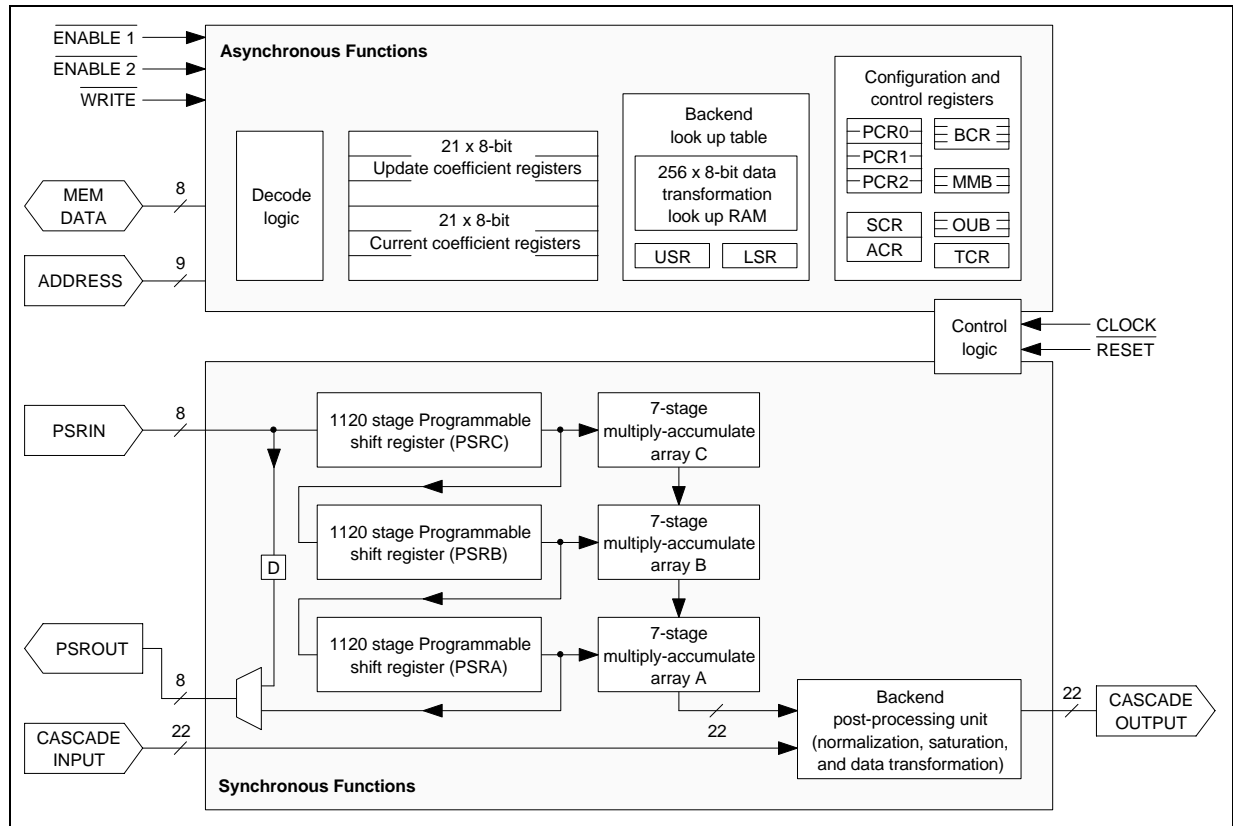 ENABLE 1
ENABLE 2
WRITE
Asynchronous Functions
MEM
DATA
8
ADDRESS
9
Decode
logic
21 x 8-bit
Update coefficient registers
21 x 8-bit
Current coefficient registers
Backend
look up table
256 x 8-bit data
transformation
look up RAM
USR
LSR
Configuration and
control registers
PCR0
PCR1
PCR2
SCR
ACR
BCR
MMB
OUB
TCR
Control
logic
CLOCK
RESET
PSRIN
8
1120 stage Programmable
shift register (PSRC)
7-stage
multiply-accumulate
array C
1120 stage Programmable
shift register (PSRB)
7-stage
multiply-accumulate
array B
D
1120 stage Programmable
shift register (PSRA)
7-stage
multiply-accumulate
array A
PSROUT
8
22
CASCADE
INPUT
22
Backend
post-processing unit
(normalization, saturation,
and data transformation)
22
CASCADE
OUTPUT
Synchronous Functions